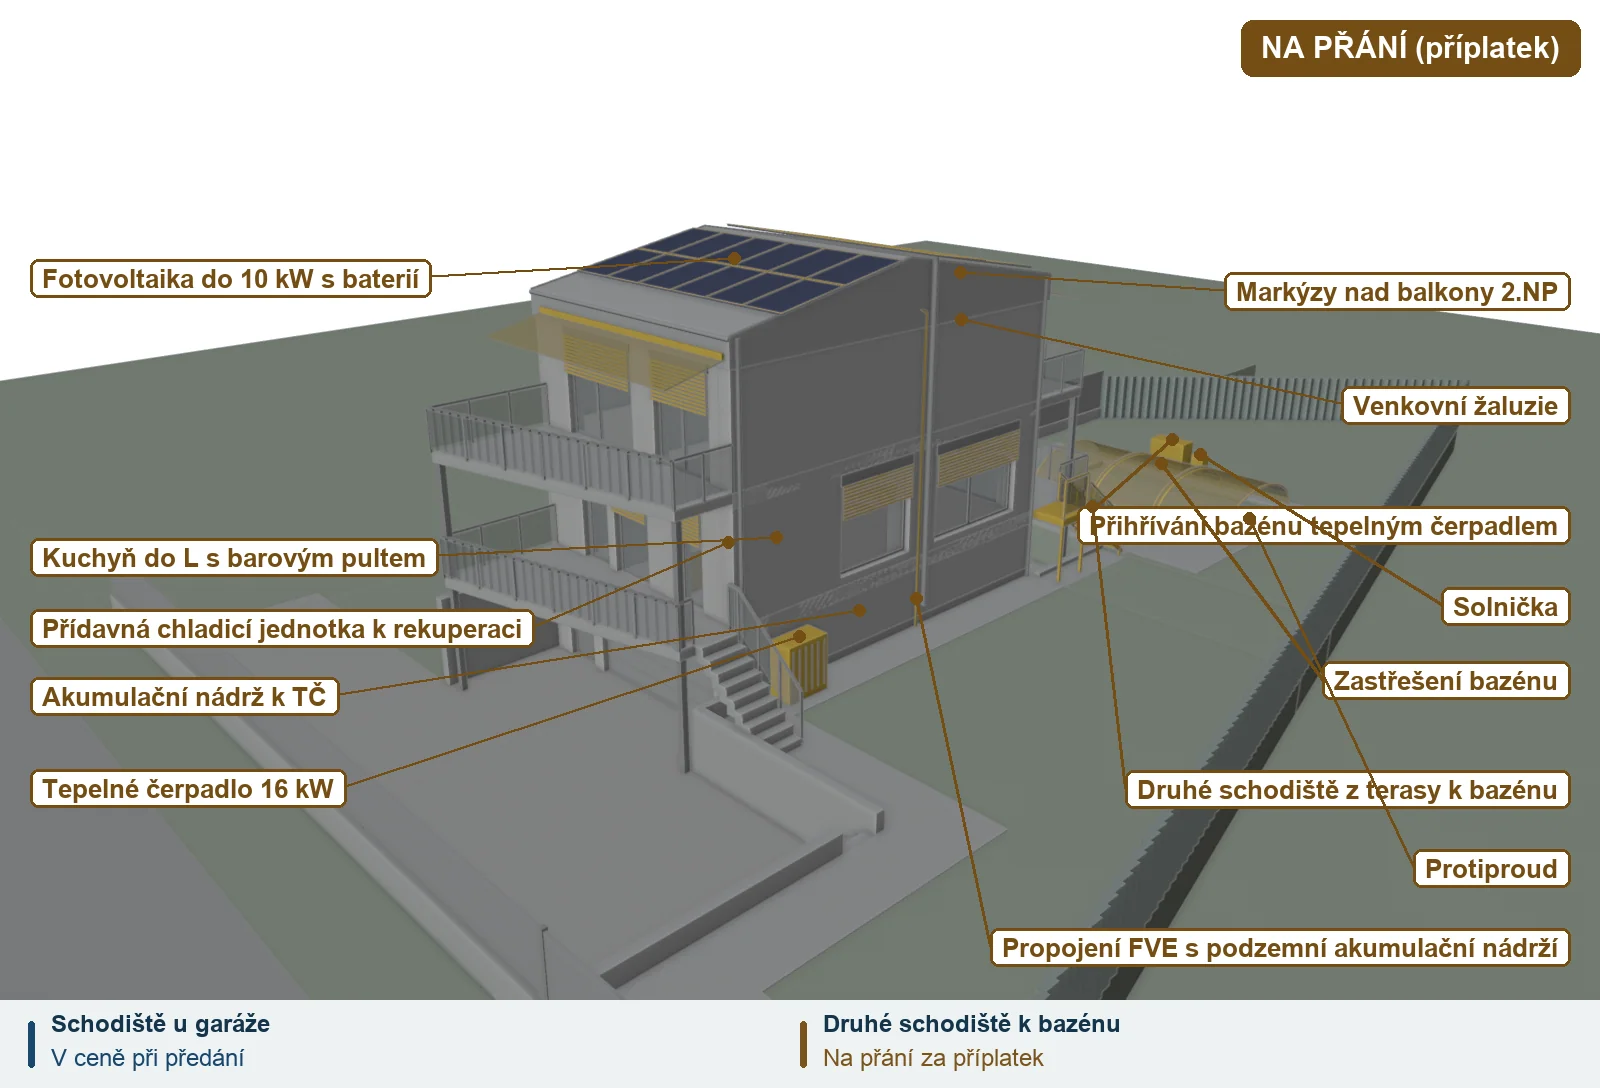 NA PŘÁNÍ (příplatek)
Fotovoltaika do 10 kW s baterií
Markýzy nad balkony 2.NP
Venkovní žaluzie
Kuchyň do L s barovým pultem
Přihřívání bazénu tepelným čerpadlem
Přídavná chladicí jednotka k rekuperaci
Solnička
Akumulační nádrž k TČ
Zastřešení bazénu
Tepelné čerpadlo 16 kW
Druhé schodiště z terasy k bazénu
Protiproud
Propojení FVE s podzemní akumulační nádrží
Schodiště u garáže
V ceně při předání
Druhé schodiště k bazénu
Na přání za příplatek